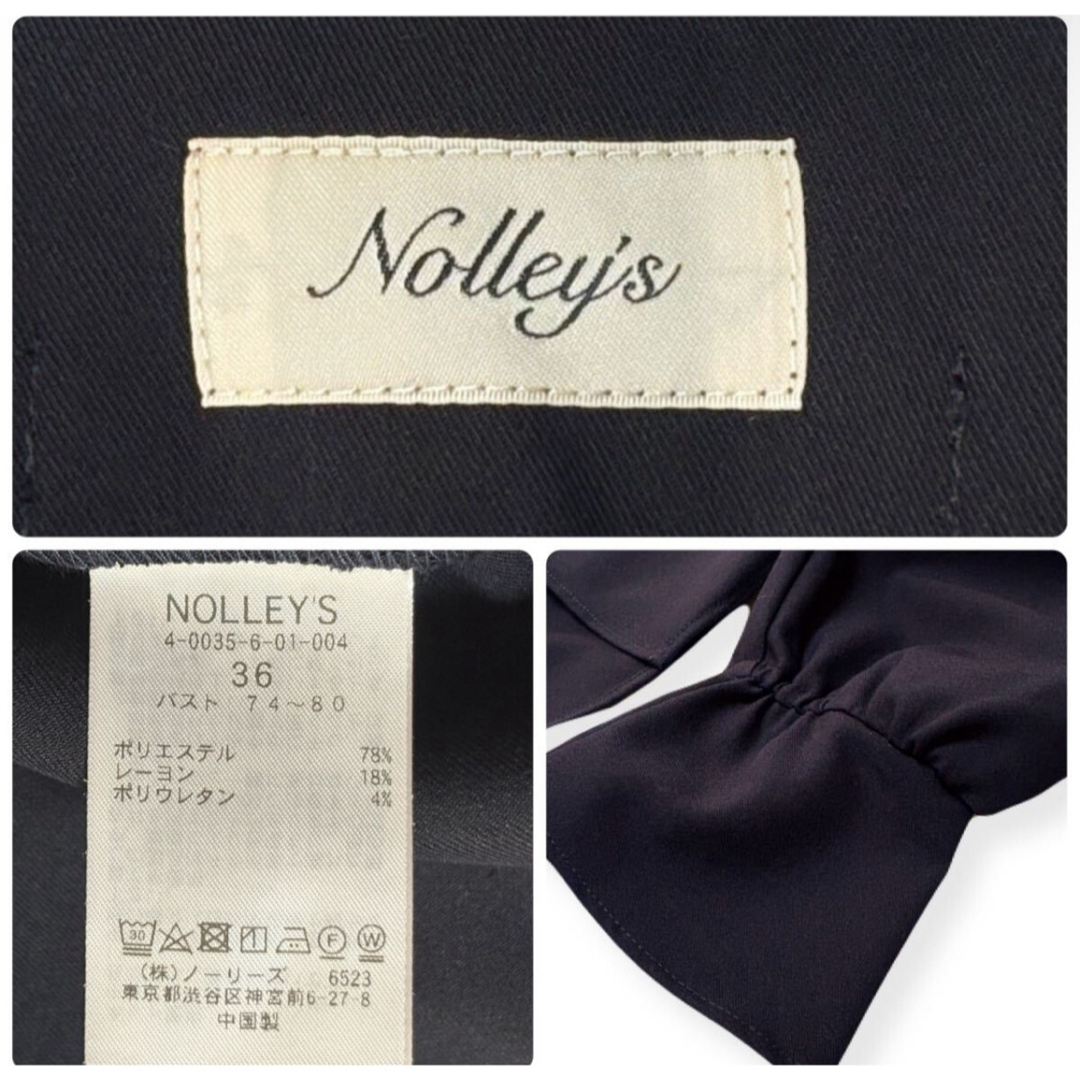 Nolley's
NOLLEY'S
4-0035-6-01-004
36
バスト 74～80
ポリエステル 78%
レーヨン 18%
ポリウレタン 4%
30 F W
(株)ノーリーズ 6523
東京都渋谷区神宮前6-27-8
中国製